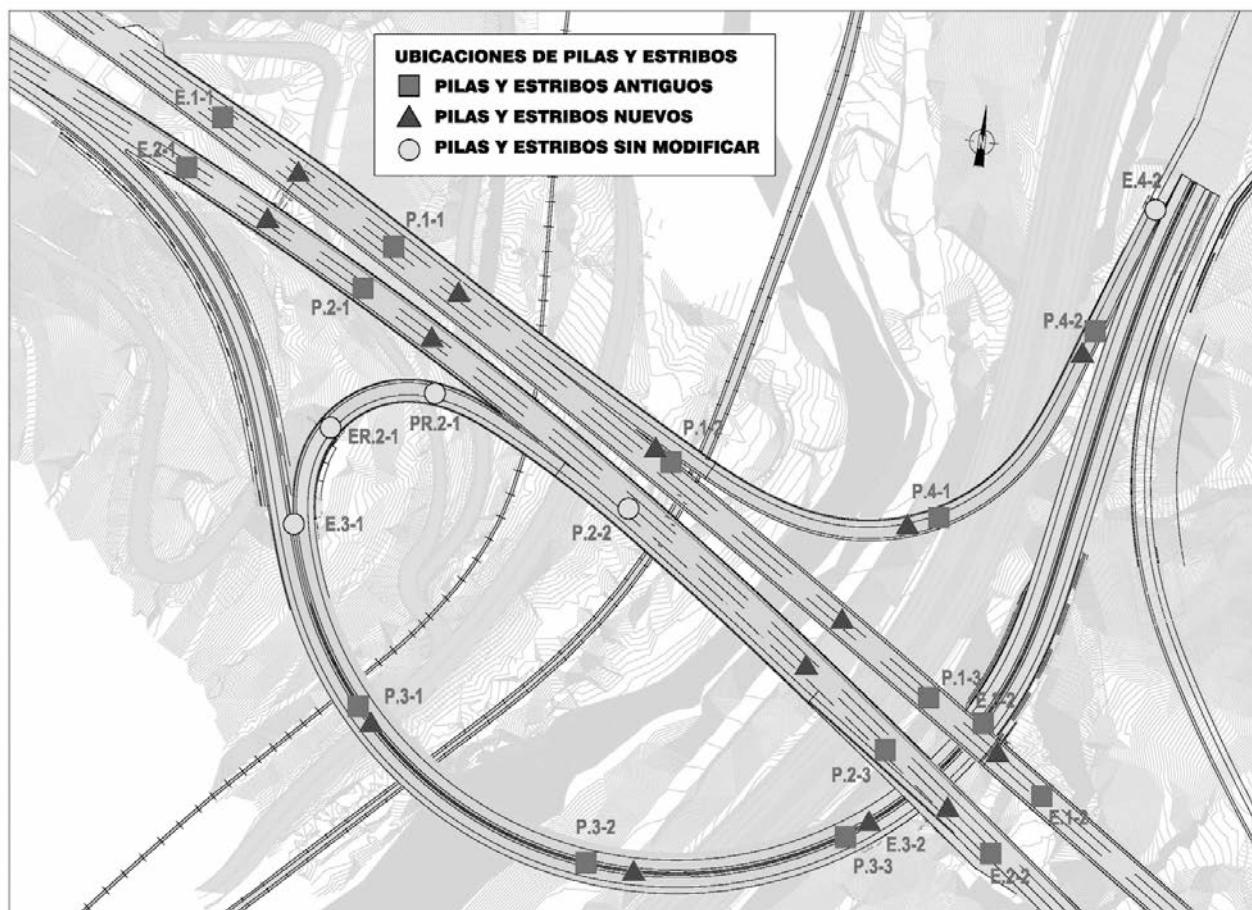 UBICACIONES DE PILAS Y ESTRIBOS
PILAS Y ESTRIBOS ANTIGUOS
PILAS Y ESTRIBOS NUEVOS
PILAS Y ESTRIBOS SIN MODIFICAR
E.1-1
E.2-1
E.4-2
P.1-1
P.2-1
P.4-2
PR.2-1
ER.2-1
P.1-2
P.4-1
P.2-2
E.3-1
P.3-1
P.1-3
P.2-3
E.1-2
P.3-2
E.3-2
P.3-3
E.2-2